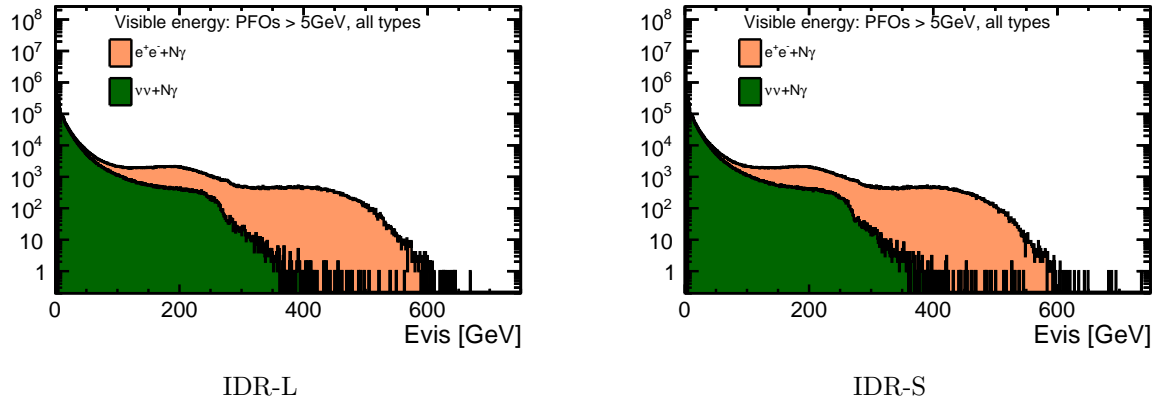 Visible energy: PFOs > 5GeV, all types
e⁺e⁻+Nγ
νν+Nγ
10⁸
10⁷
10⁶
10⁵
10⁴
10³
10²
10
1
0 200 400 600
Evis [GeV]
IDR-L
Visible energy: PFOs > 5GeV, all types
e⁺e⁻+Nγ
νν+Nγ
10⁸
10⁷
10⁶
10⁵
10⁴
10³
10²
10
1
0 200 400 600
Evis [GeV]
IDR-S